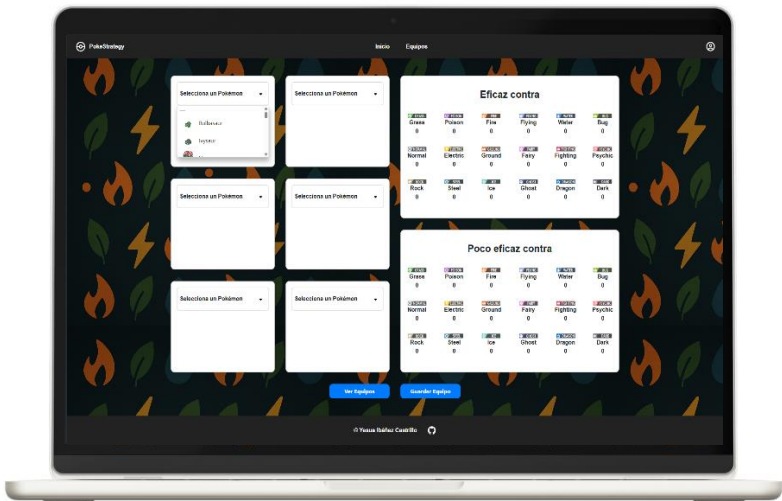 PokeStrategy Inicio Equipos
Selecciona un Pokémon
Bulbasaur
Ivysaur
Selecciona un Pokémon
Selecciona un Pokémon
Selecciona un Pokémon
Selecciona un Pokémon
Selecciona un Pokémon
Eficaz contra
Grass Poison Fire Flying Water Bug
0 0 0 0 0 0
Normal Electric Ground Fairy Fighting Psychic
0 0 0 0 0 0
Rock Steel Ice Ghost Dragon Dark
0 0 0 0 0 0
Poco eficaz contra
Grass Poison Fire Flying Water Bug
0 0 0 0 0 0
Normal Electric Ground Fairy Fighting Psychic
0 0 0 0 0 0
Rock Steel Ice Ghost Dragon Dark
0 0 0 0 0 0
Ver Equipos Guardar Equipo
© Yesua Ibáñez Castrillo